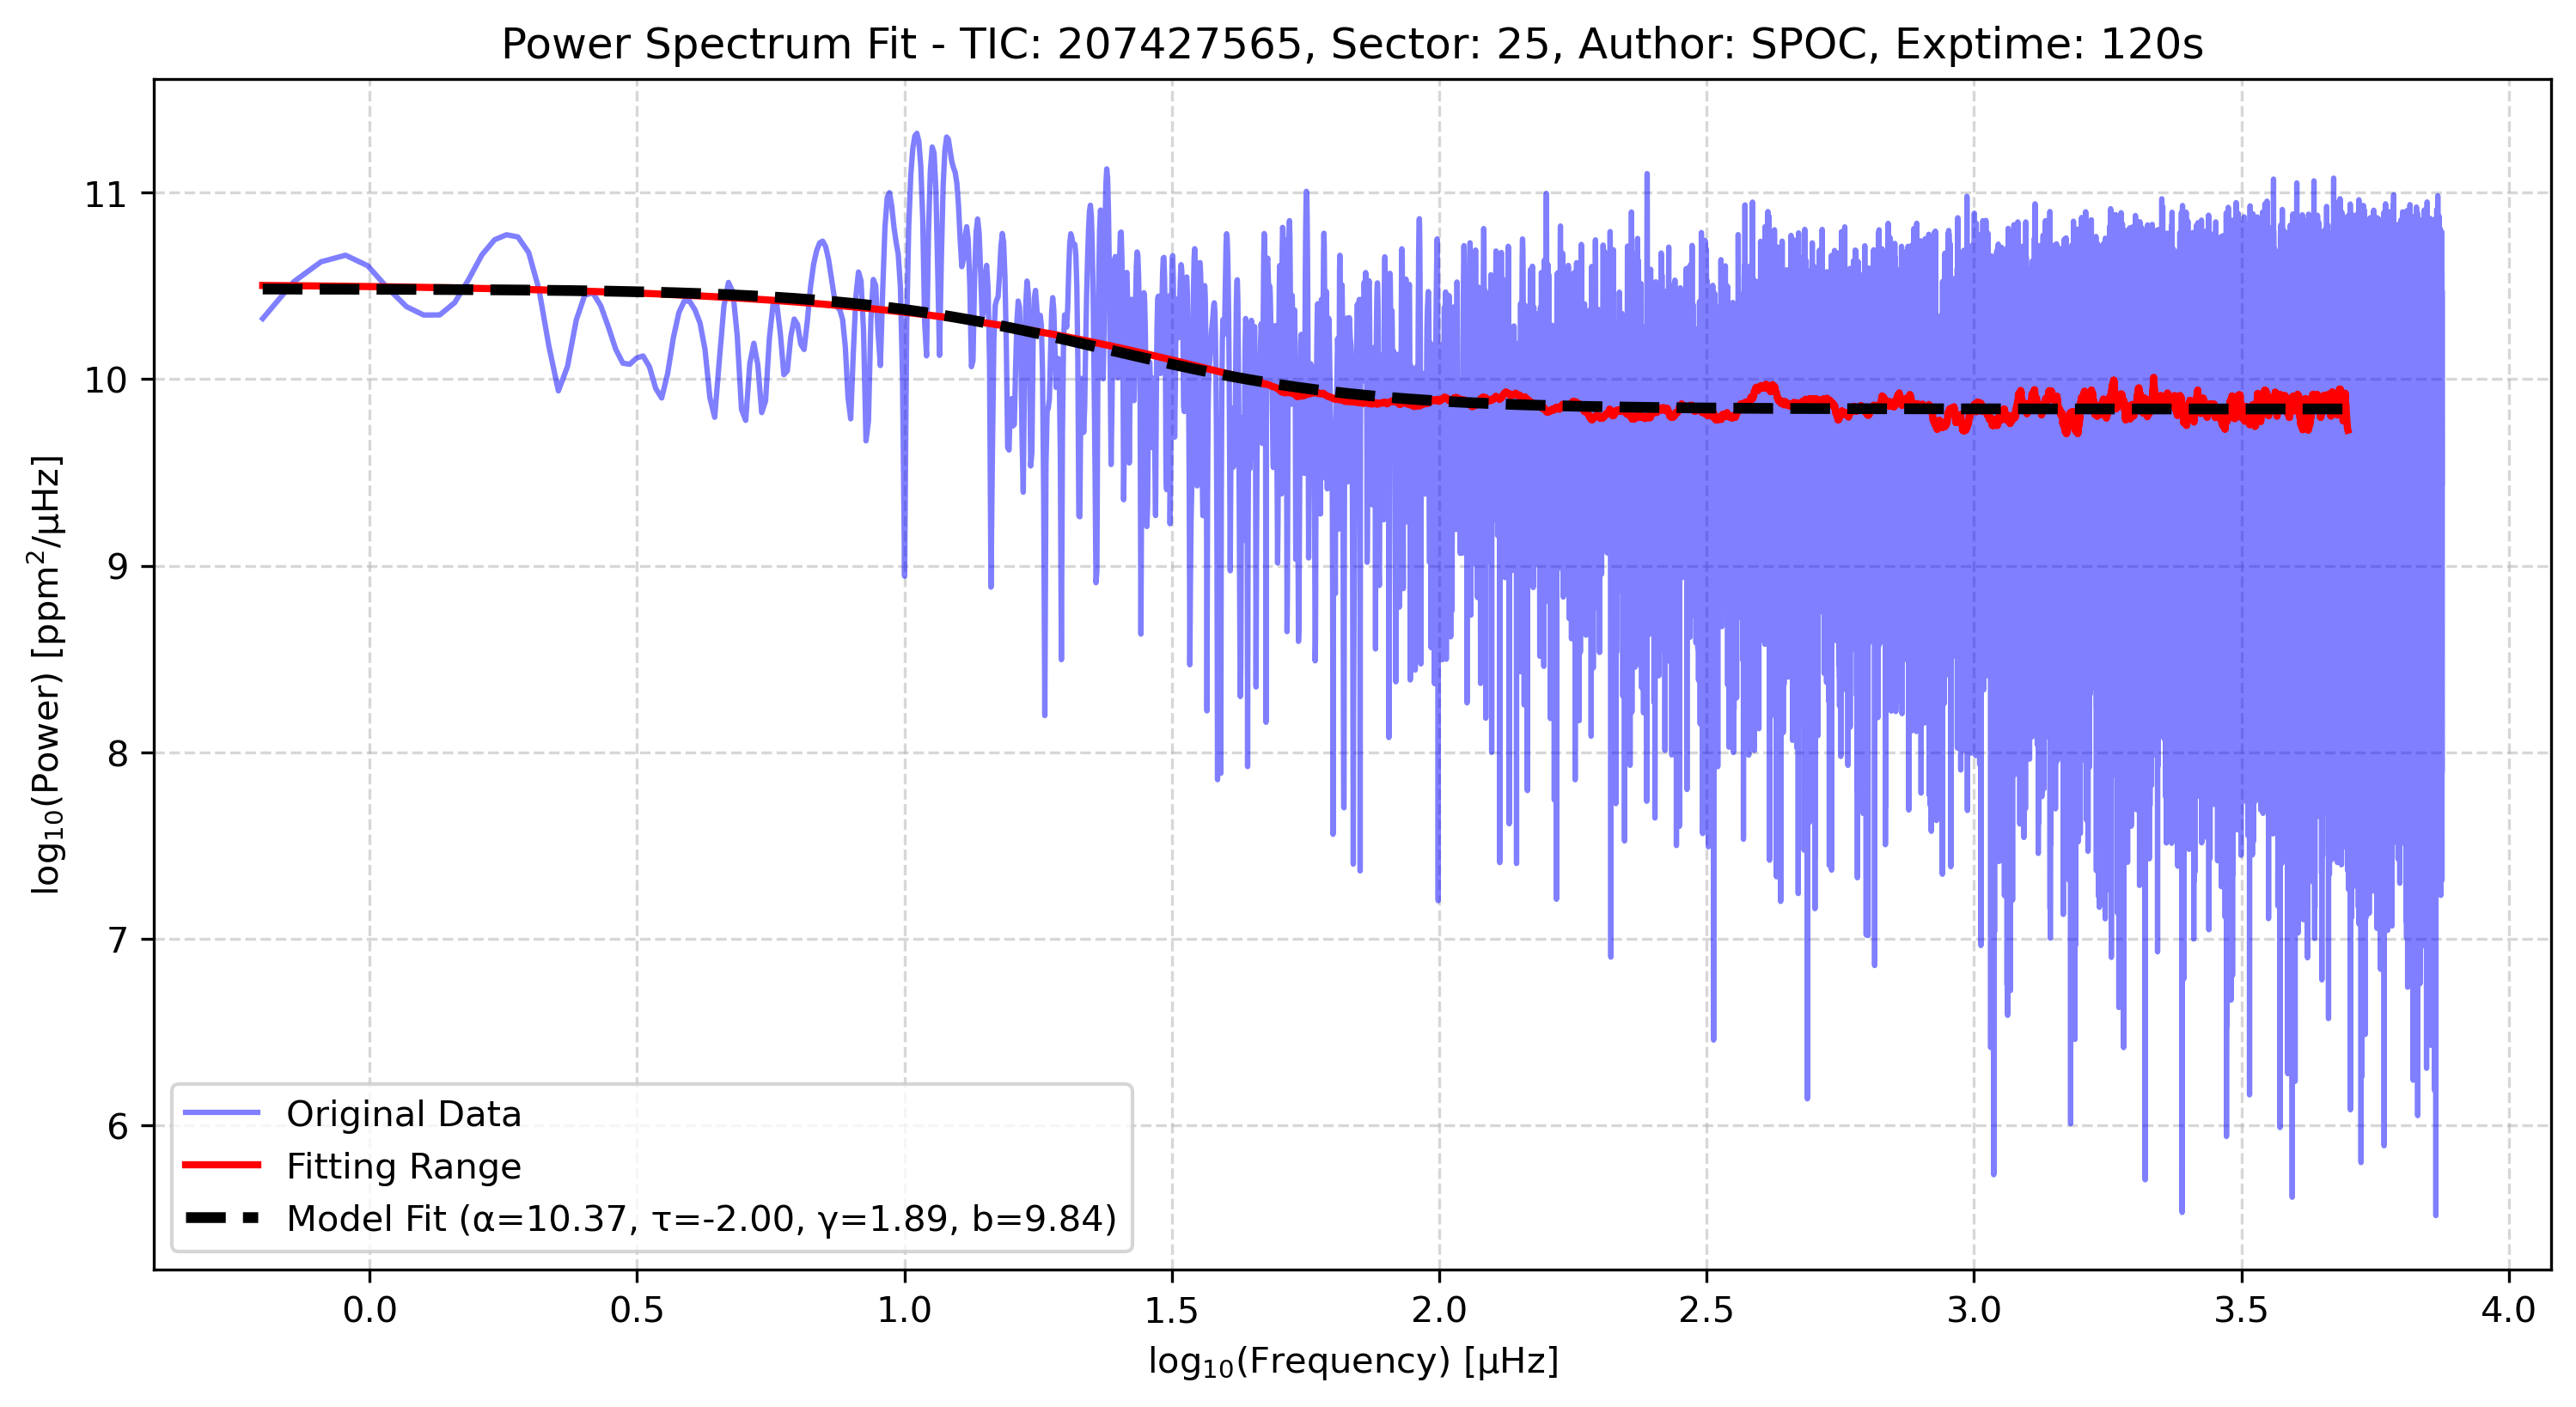 Power Spectrum Fit - TIC: 207427565, Sector: 25, Author: SPOC, Exptime: 120s
log₁₀(Power) [ppm²/μHz]
11
10
9
8
7
6
Original Data
Fitting Range
Model Fit (α=10.37, τ=-2.00, γ=1.89, b=9.84)
0.0 0.5 1.0 1.5 2.0 2.5 3.0 3.5 4.0
log₁₀(Frequency) [μHz]